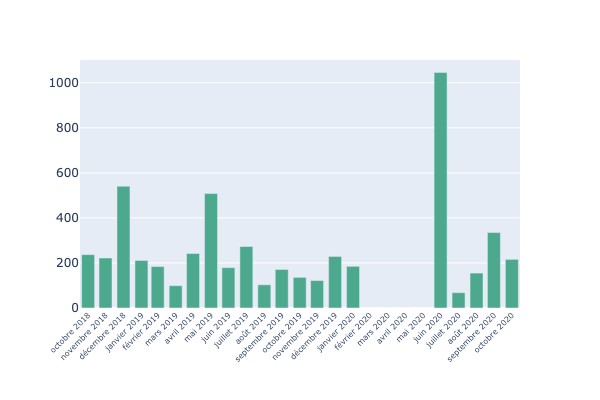 1000
800
600
400
200
0
octobre 2018
novembre 2018
décembre 2018
janvier 2019
février 2019
mars 2019
avril 2019
mai 2019
juin 2019
juillet 2019
août 2019
septembre 2019
octobre 2019
novembre 2019
décembre 2019
janvier 2020
février 2020
mars 2020
avril 2020
mai 2020
juin 2020
juillet 2020
août 2020
septembre 2020
octobre 2020